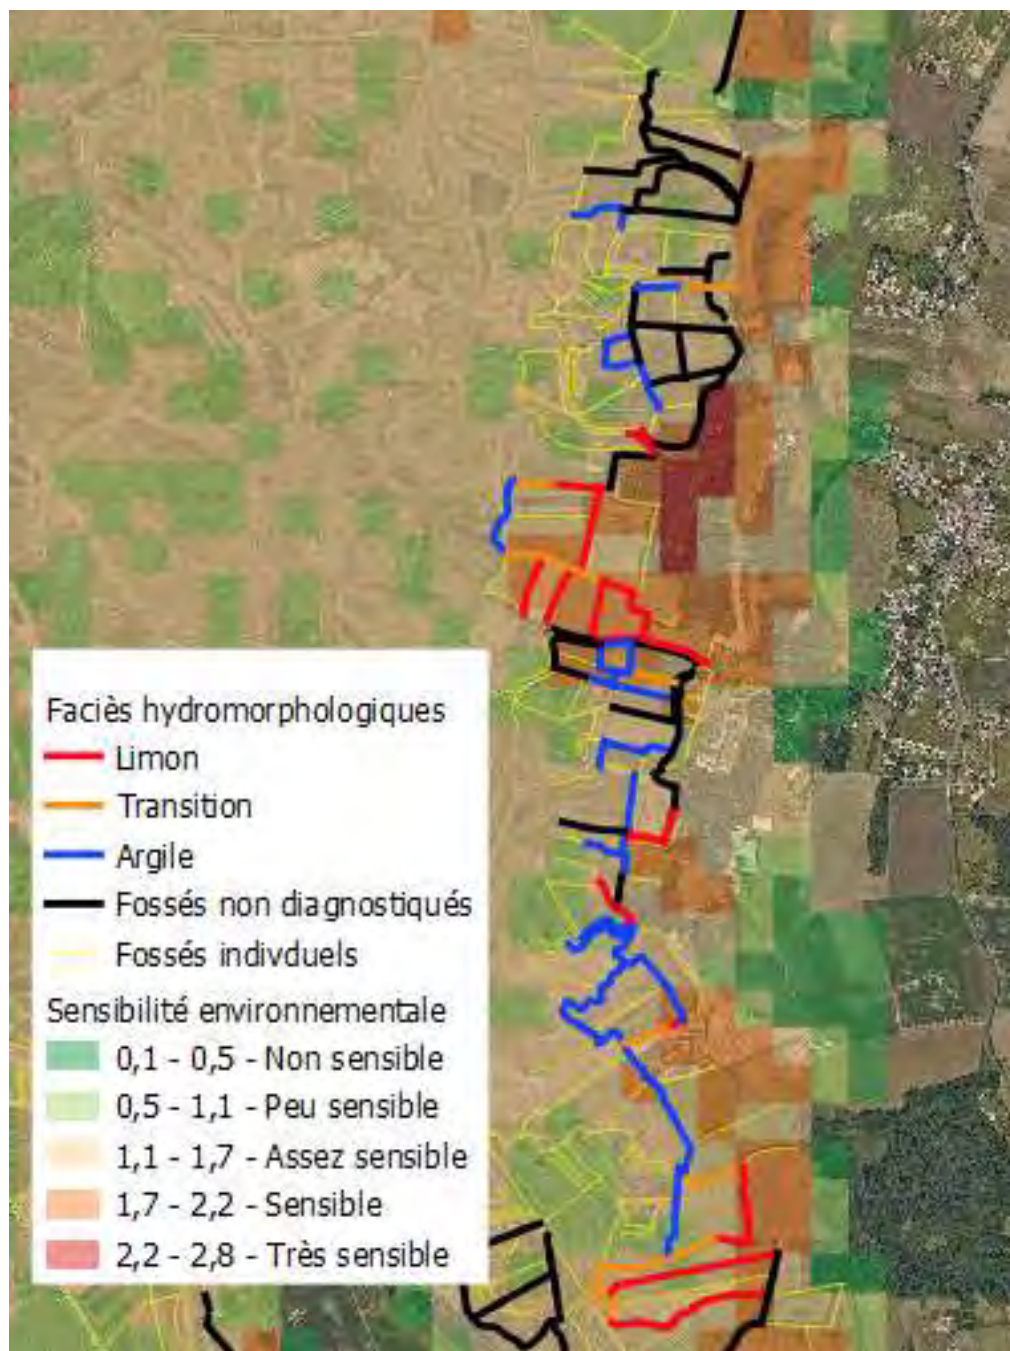 Faciès hydromorphologiques
Limon
Transition
Argile
Fossés non diagnostiqués
Fossés indivduels
Sensibilité environnementale
0,1 - 0,5 - Non sensible
0,5 - 1,1 - Peu sensible
1,1 - 1,7 - Assez sensible
1,7 - 2,2 - Sensible
2,2 - 2,8 - Très sensible